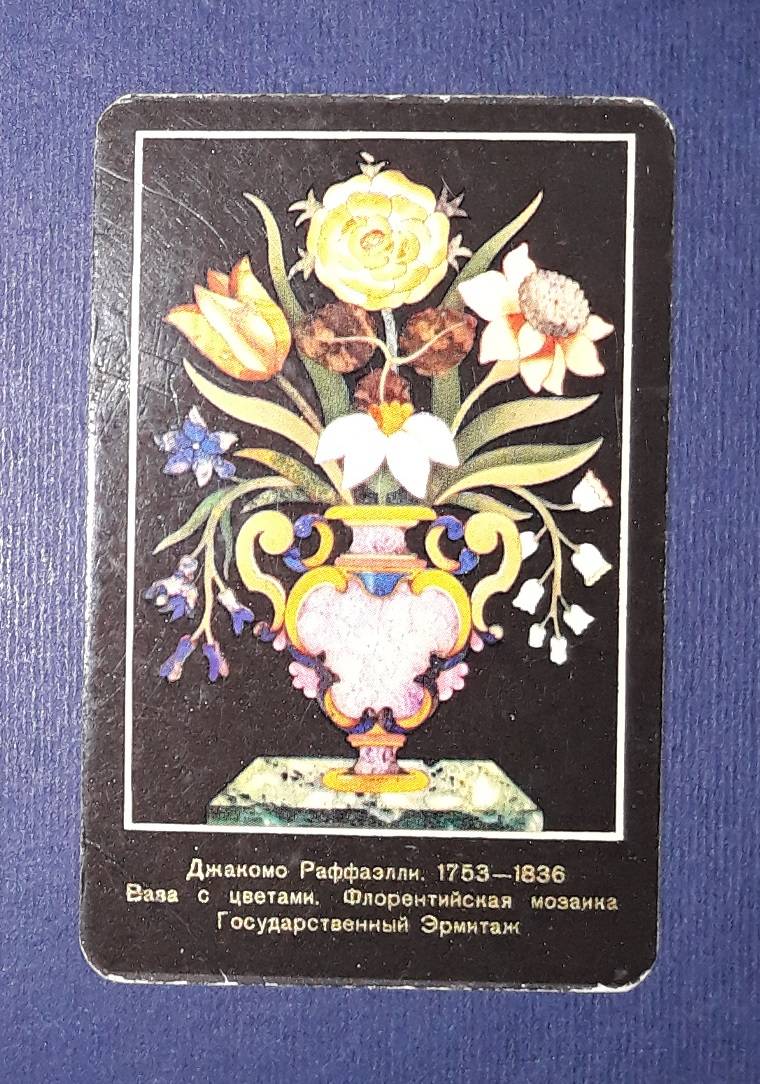 Джакомо Раффаэлли. 1753—1836
Ваза с цветами. Флорентийская мозаика
Государственный Эрмитаж